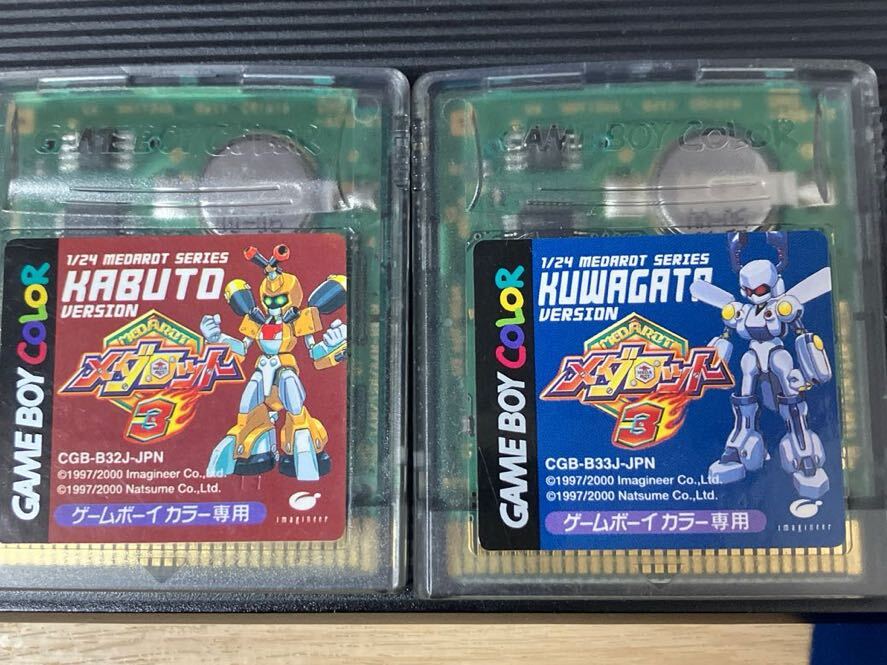 GAME BOY COLOR
1/24 MEDAROT SERIES
KABUTO
VERSION
MEDAROT
メダロット
3
CGB-B32J-JPN
©1997/2000 Imagineer Co.,Ltd.
©1997/2000 Natsume Co.,Ltd.
ゲームボーイ カラー専用
imagineer
GAME BOY COLOR
GAME BOY COLOR
1/24 MEDAROT SERIES
KUWAGATA
VERSION
MEDAROT
メダロット
3
CGB-B33J-JPN
©1997/2000 Imagineer Co.,Ltd.
©1997/2000 Natsume Co.,Ltd.
ゲームボーイ カラー専用
imagineer
GAME BOY COLOR